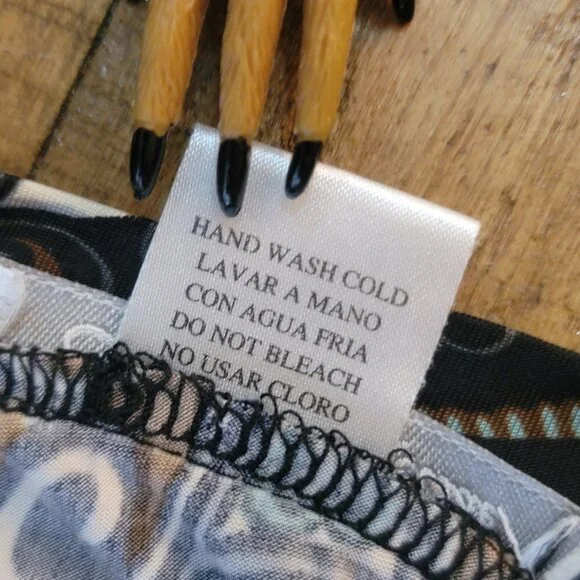 HAND WASH COLD
LAVAR A MANO
CON AGUA FRIA
DO NOT BLEACH
NO USAR CLORO